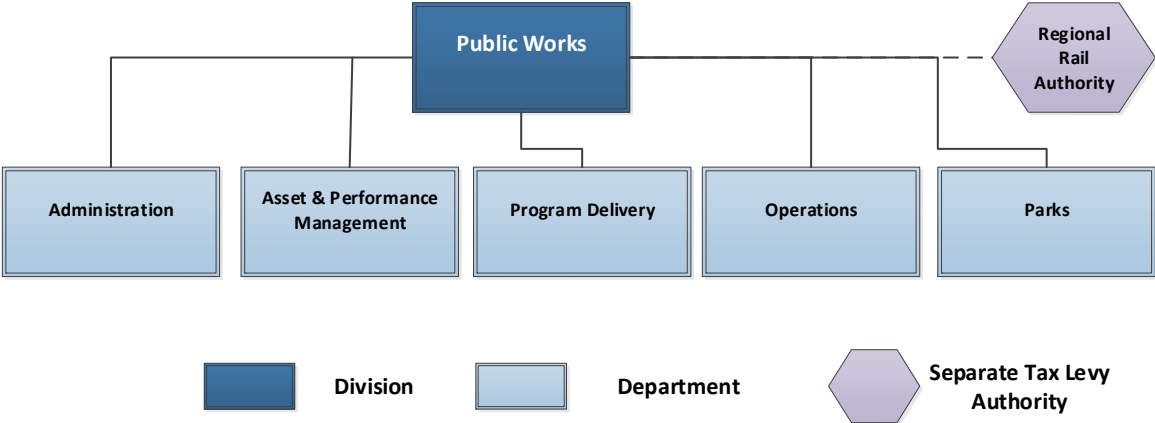 Public Works
Regional
Rail
Authority
Administration
Asset & Performance
Management
Program Delivery
Operations
Parks
Division
Department
Separate Tax Levy
Authority